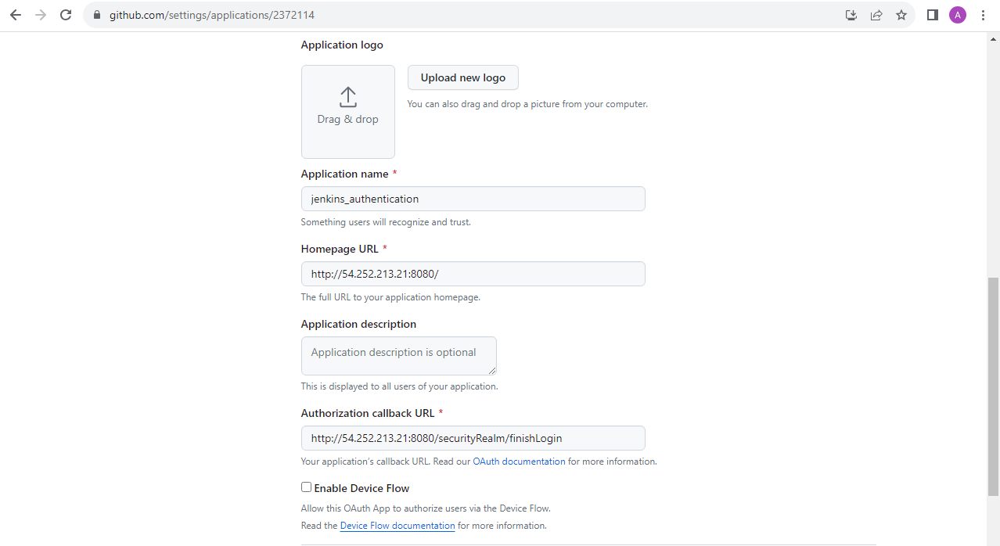 github.com/settings/applications/2372114
A
Application logo
Upload new logo
You can also drag and drop a picture from your computer.
Drag & drop
Application name *
jenkins_authentication
Something users will recognize and trust.
Homepage URL *
http://54.252.213.21:8080/
The full URL to your application homepage.
Application description
Application description is optional
This is displayed to all users of your application.
Authorization callback URL *
http://54.252.213.21:8080/securityRealm/finishLogin
Your application’s callback URL. Read our OAuth documentation for more information.
Enable Device Flow
Allow this OAuth App to authorize users via the Device Flow.
Read the Device Flow documentation for more information.